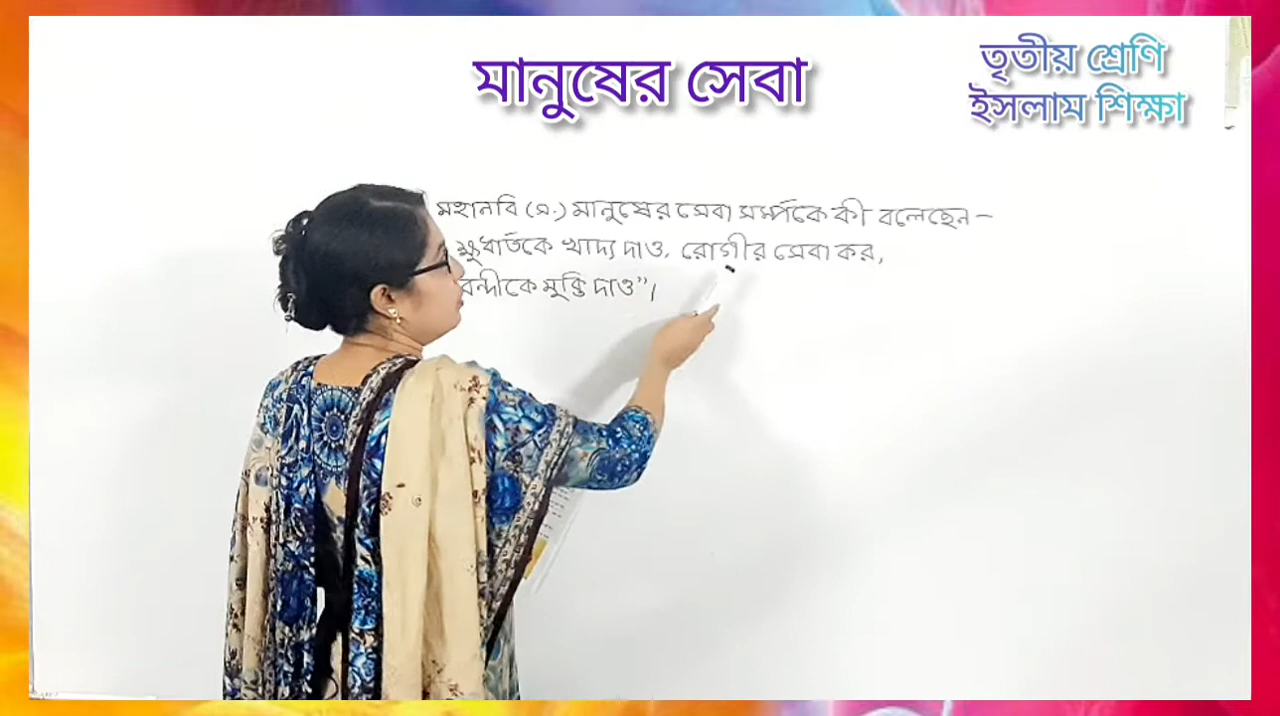 মানুষের সেবা
তৃতীয় শ্রেণি
ইসলাম শিক্ষা
মহানবি (স.) মানুষের সেবা সম্পর্কে কী বলেছেন –
ক্ষুধার্তকে খাদ্য দাও, রোগীর সেবা কর,
বন্দীকে মুক্তি দাও”।